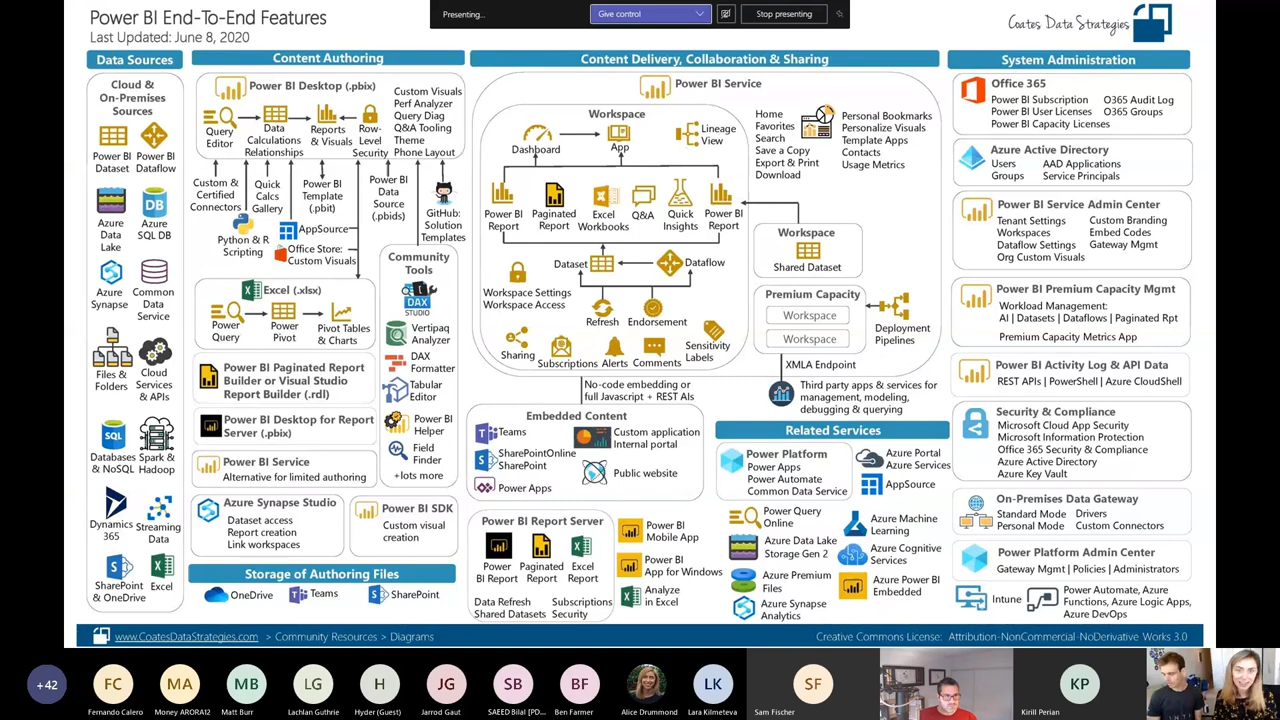 Power BI End-To-End Features
Last Updated: June 8, 2020
Presenting...
Give control
Stop presenting
Coates Data Strategies
Data Sources
Cloud &
On-Premises
Sources
Power BI
Dataset
Power BI
Dataflow
Azure
Data
Lake
Azure
SQL DB
Azure
Synapse
Common
Data
Service
Files &
Folders
Cloud
Services
& APIs
Databases
& NoSQL
Spark &
Hadoop
Dynamics
365
Streaming
Data
SharePoint
& OneDrive
Excel
Content Authoring
Power BI Desktop (.pbix)
Query
Editor
Data
Calculations
Relationships
Reports
& Visuals
Row-
Level
Security
Custom Visuals
Perf Analyzer
Query Diag
Q&A Tooling
Theme
Phone Layout
Custom &
Certified
Connectors
Quick
Calcs
Gallery
Power BI
Template
(.pbit)
Power BI
Data
Source
(.pbids)
GitHub:
Solution
Templates
Python & R
Scripting
AppSource
Office Store:
Custom Visuals
Excel (.xlsx)
Power
Query
Power
Pivot
Pivot Tables
& Charts
Power BI Paginated Report
Builder or Visual Studio
Report Builder (.rdl)
Power BI Desktop for Report
Server (.pbix)
Power BI Service
Alternative for limited authoring
Azure Synapse Studio
Dataset access
Report creation
Link workspaces
Community
Tools
DAX
STUDIO
Vertipaq
Analyzer
DAX
Formatter
Tabular
Editor
Power BI
Helper
Field
Finder
+lots more
Power BI SDK
Custom visual
creation
Storage of Authoring Files
OneDrive
Teams
SharePoint
Content Delivery, Collaboration & Sharing
Power BI Service
Workspace
Dashboard
App
Lineage
View
Power BI
Report
Paginated
Report
Excel
Workbooks
Q&A
Quick
Insights
Power BI
Report
Dataset
Dataflow
Workspace Settings
Workspace Access
Refresh
Endorsement
Sharing
Subscriptions
Alerts
Comments
Sensitivity
Labels
Home
Favorites
Search
Save a Copy
Export & Print
Download
Personal Bookmarks
Personalize Visuals
Template Apps
Contacts
Usage Metrics
Workspace
Shared Dataset
Premium Capacity
Workspace
Workspace
Deployment
Pipelines
XMLA Endpoint
Third party apps & services for
management, modeling,
debugging & querying
No-code embedding or
full Javascript + REST AIs
Embedded Content
Teams
SharePointOnline
SharePoint
Power Apps
Custom application
Internal portal
Public website
Power BI Report Server
Power
BI Report
Paginated
Report
Excel
Report
Data Refresh
Shared Datasets
Subscriptions
Security
Power BI
Mobile App
Power BI
App for Windows
Analyze
in Excel
Related Services
Power Platform
Power Apps
Power Automate
Common Data Service
Azure Portal
Azure Services
AppSource
Power Query
Online
Azure Data Lake
Storage Gen 2
Azure Premium
Files
Azure Synapse
Analytics
Azure Machine
Learning
Azure Cognitive
Services
Azure Power BI
Embedded
System Administration
Office 365
Power BI Subscription
Power BI User Licenses
Power BI Capacity Licenses
O365 Audit Log
O365 Groups
Azure Active Directory
Users
Groups
AAD Applications
Service Principals
Power BI Service Admin Center
Tenant Settings
Workspaces
Dataflow Settings
Org Custom Visuals
Custom Branding
Embed Codes
Gateway Mgmt
Power BI Premium Capacity Mgmt
Workload Management:
AI | Datasets | Dataflows | Paginated Rpt
Premium Capacity Metrics App
Power BI Activity Log & API Data
REST APIs | PowerShell | Azure CloudShell
Security & Compliance
Microsoft Cloud App Security
Microsoft Information Protection
Office 365 Security & Compliance
Azure Active Directory
Azure Key Vault
On-Premises Data Gateway
Standard Mode
Personal Mode
Drivers
Custom Connectors
Power Platform Admin Center
Gateway Mgmt | Policies | Administrators
Intune
Power Automate, Azure
Functions, Azure Logic Apps,
Azure DevOps
www.CoatesDataStrategies.com > Community Resources > Diagrams
Creative Commons License: Attribution-NonCommercial-NoDerivative Works 3.0
+42
FC
MA
MB
LG
H
JG
SB
BF
LK
SF
KP
Fernando Calero
Money ARORA12
Matt Burr
Lachlan Guthrie
Hyder (Guest)
Jarrod Gaut
SAEED Bilal [PD...
Ben Farmer
Alice Drummond
Lara Kilmeteva
Sam Fischer
Kirill Perian